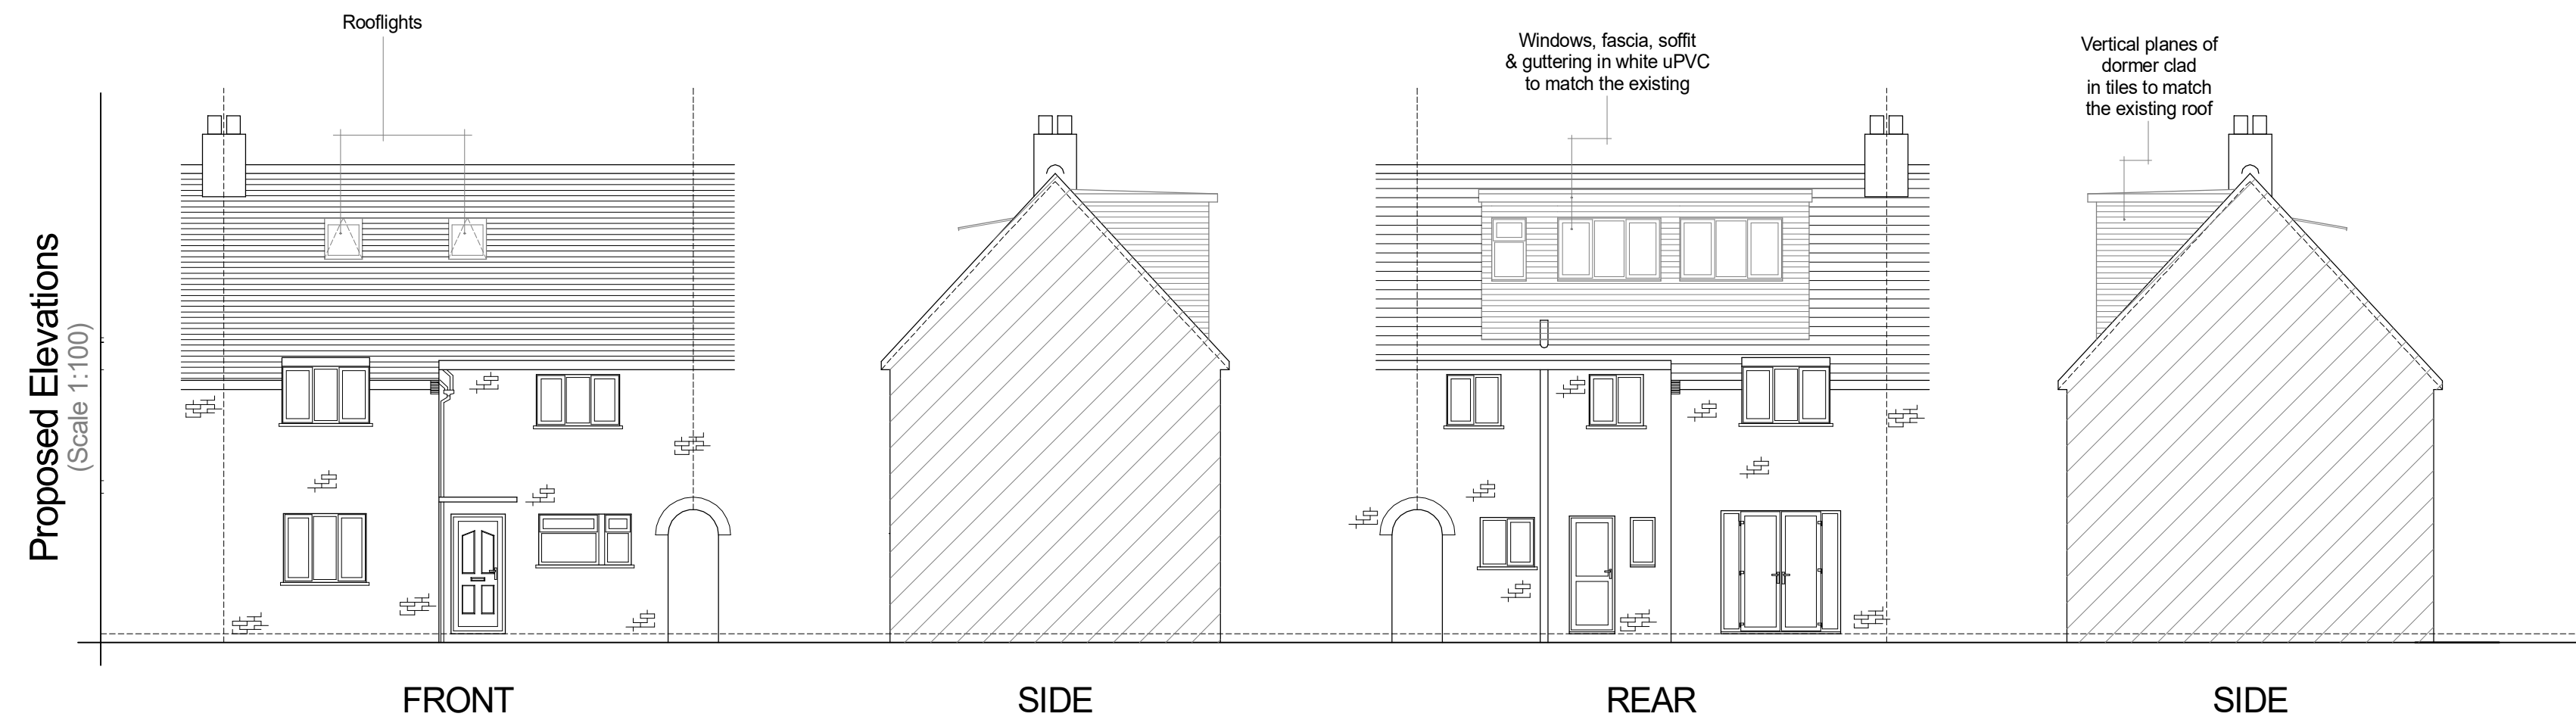 Proposed Elevations
(Scale 1:100)
Rooflights
Windows, fascia, soffit
& guttering in white uPVC
to match the existing
Vertical planes of
dormer clad
in tiles to match
the existing roof
FRONT
SIDE
REAR
SIDE